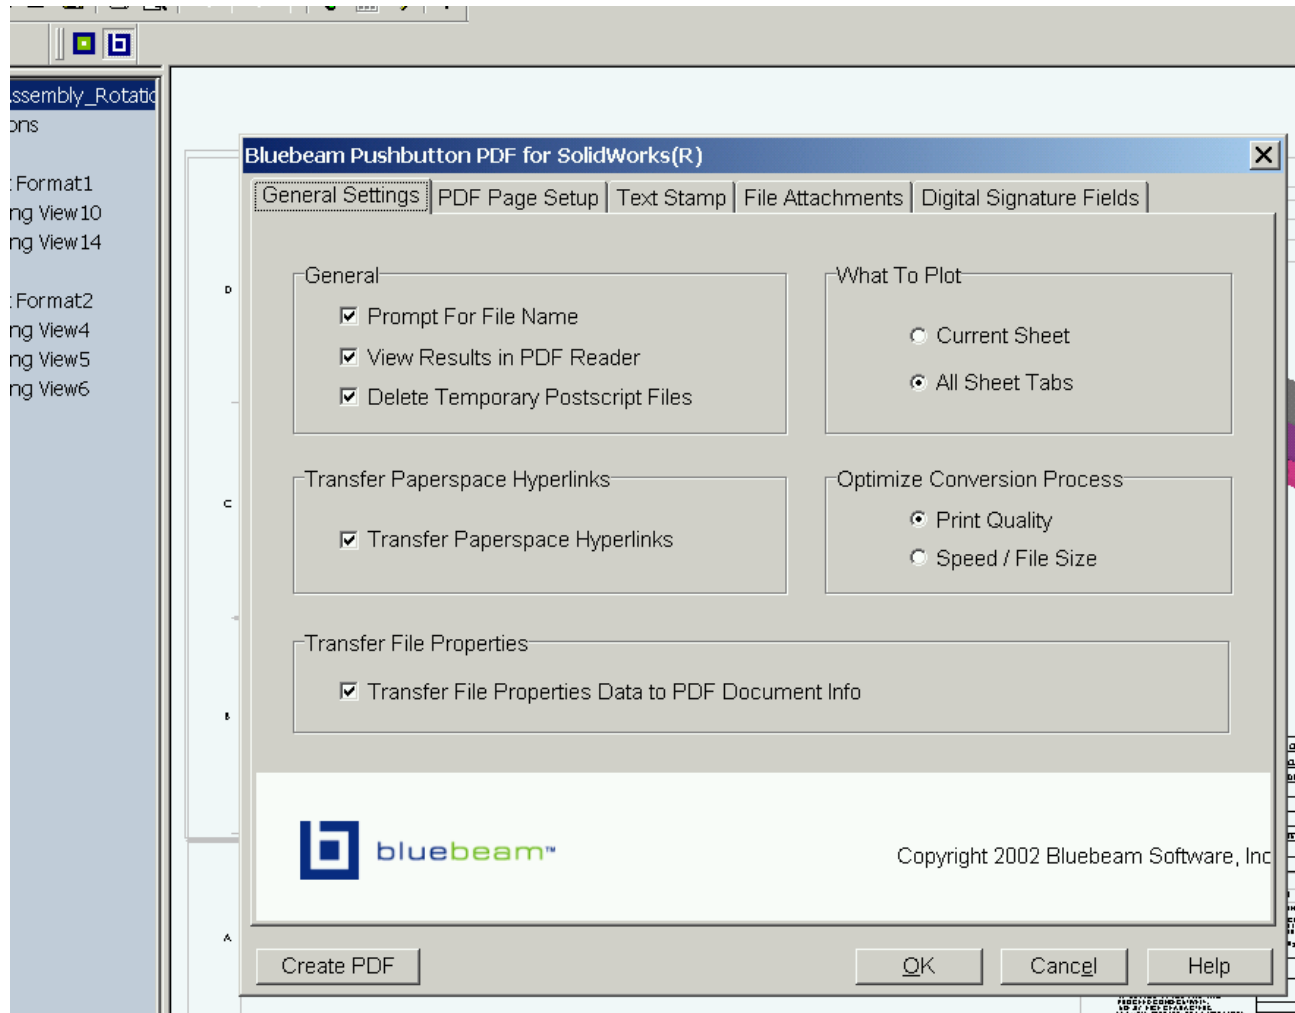 Assembly_Rotatio
ons
Format1
ng View10
ng View14
Format2
ng View4
ng View5
ng View6
D
C
B
A
Bluebeam Pushbutton PDF for SolidWorks(R)
General Settings PDF Page Setup Text Stamp File Attachments Digital Signature Fields
General
Prompt For File Name
View Results in PDF Reader
Delete Temporary Postscript Files
What To Plot
Current Sheet
All Sheet Tabs
Transfer Paperspace Hyperlinks
Transfer Paperspace Hyperlinks
Optimize Conversion Process
Print Quality
Speed / File Size
Transfer File Properties
Transfer File Properties Data to PDF Document Info
bluebeam™
Copyright 2002 Bluebeam Software, Inc
Create PDF OK Cancel Help